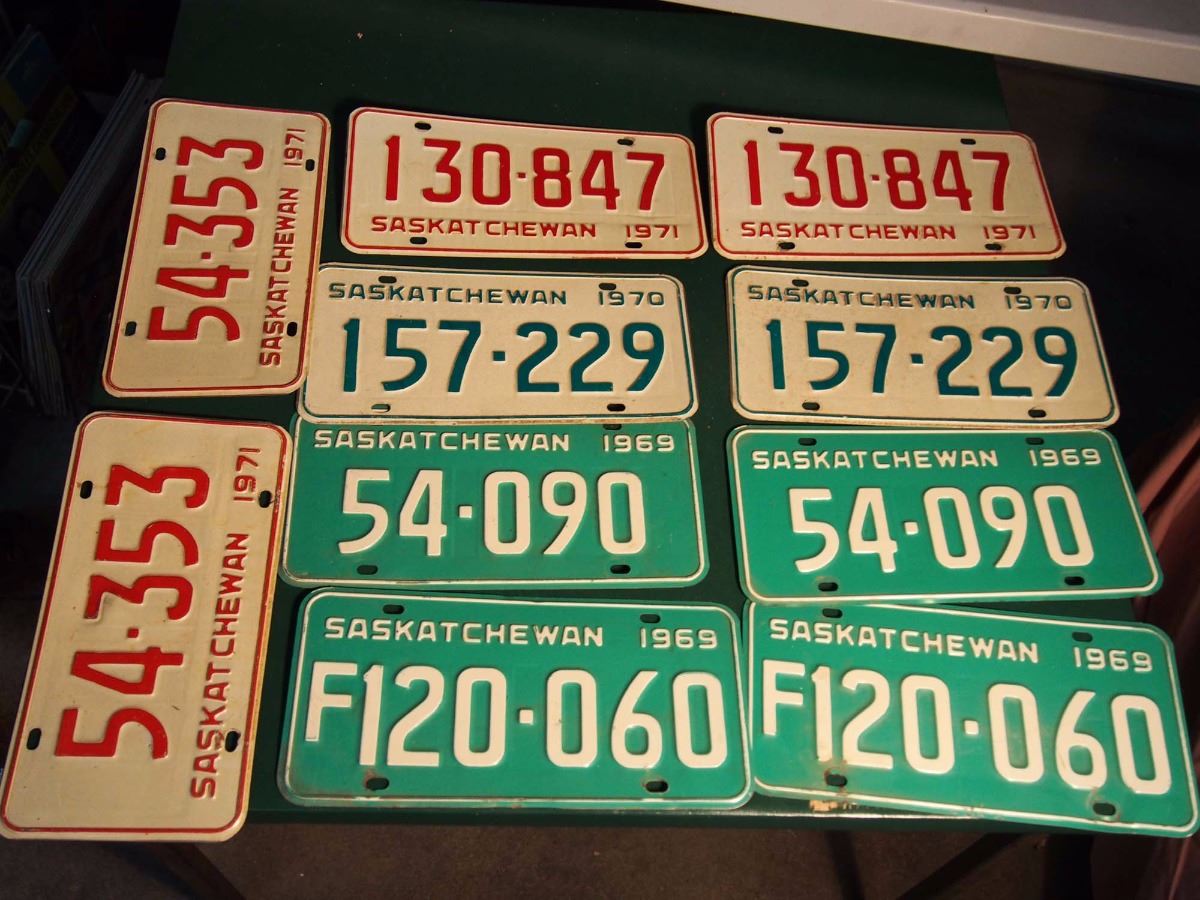 54·353
SASKATCHEWAN 1971
130·847
SASKATCHEWAN 1971
130·847
SASKATCHEWAN 1971
SASKATCHEWAN 1970
157·229
SASKATCHEWAN 1970
157·229
54·353
SASKATCHEWAN 1971
SASKATCHEWAN 1969
54·090
SASKATCHEWAN 1969
54·090
SASKATCHEWAN 1969
F120·060
SASKATCHEWAN 1969
F120·060